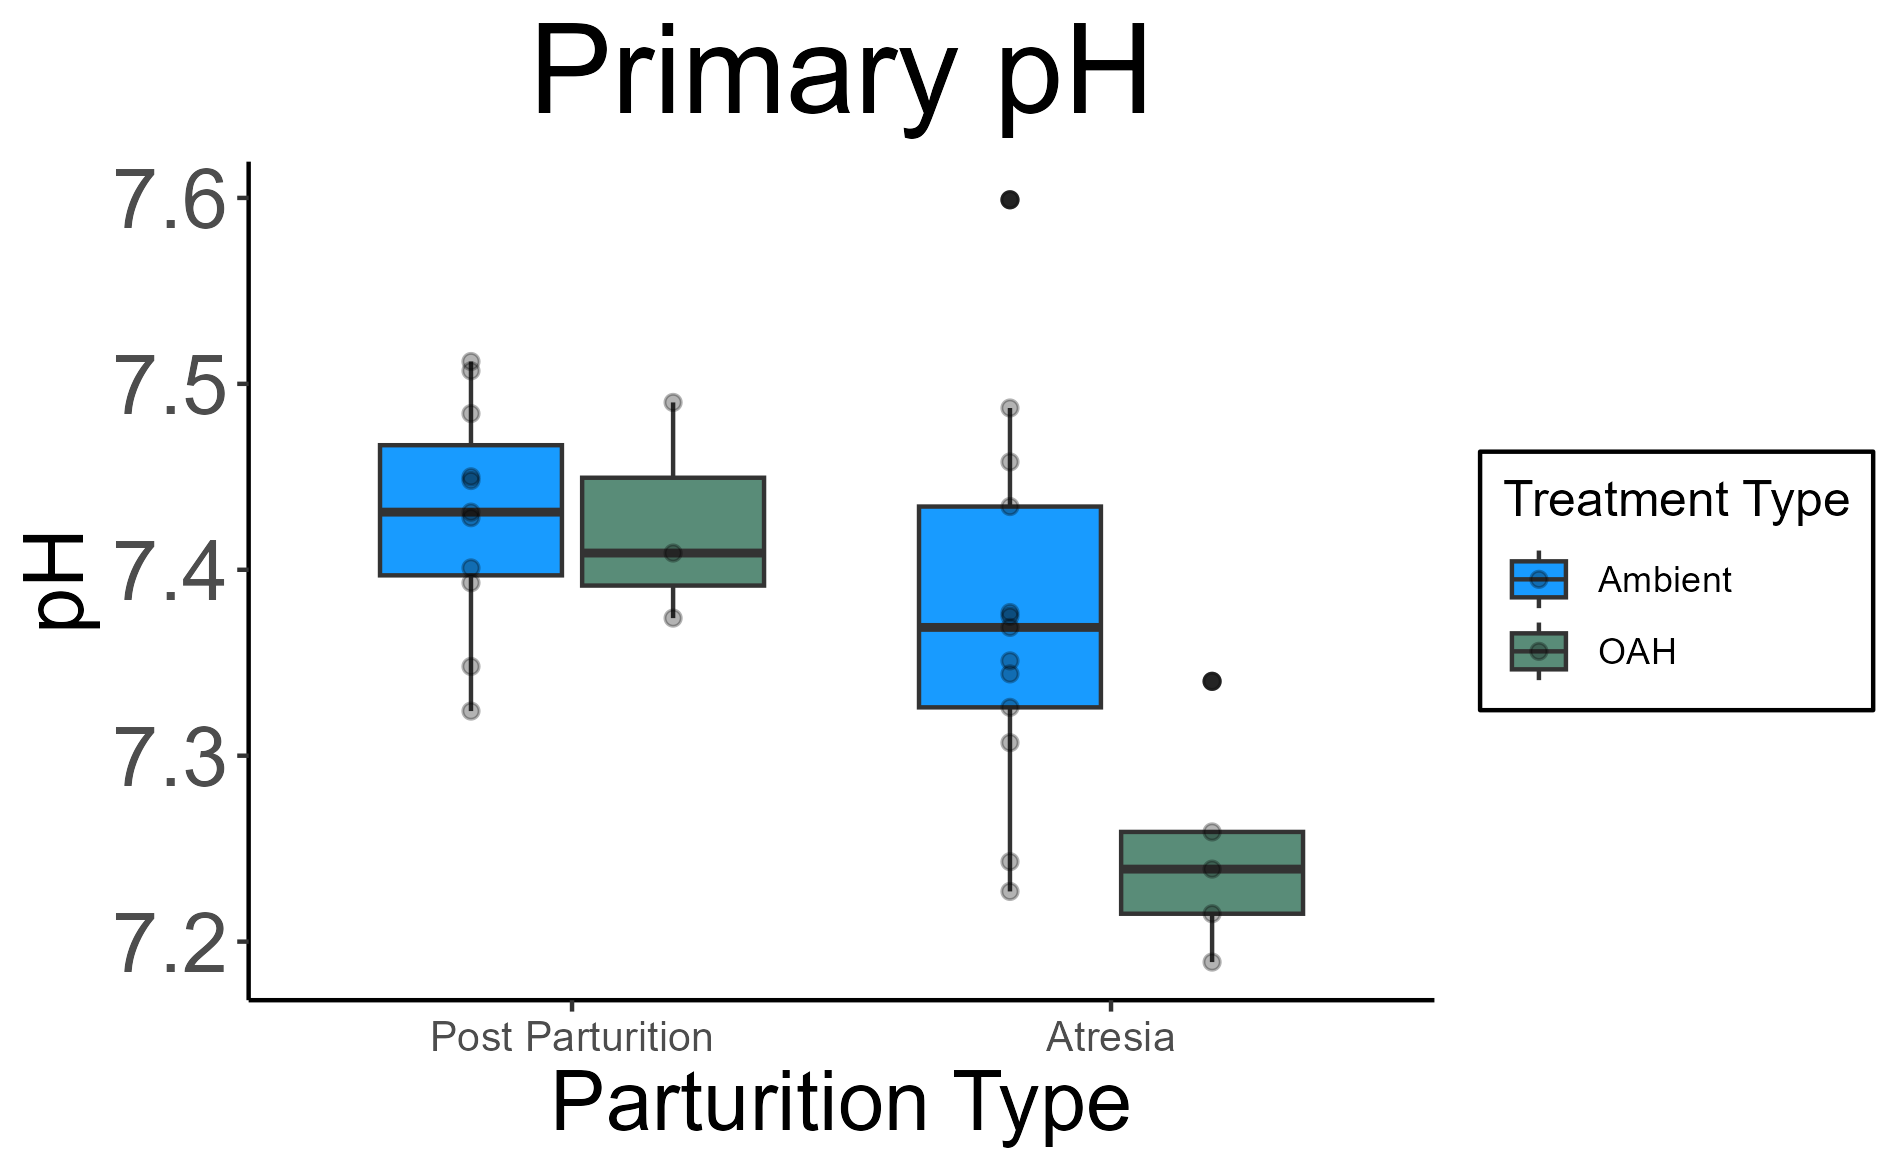 Primary pH
7.6
7.5
7.4
7.3
7.2
pH
Post Parturition
Atresia
Parturition Type
Treatment Type
Ambient
OAH